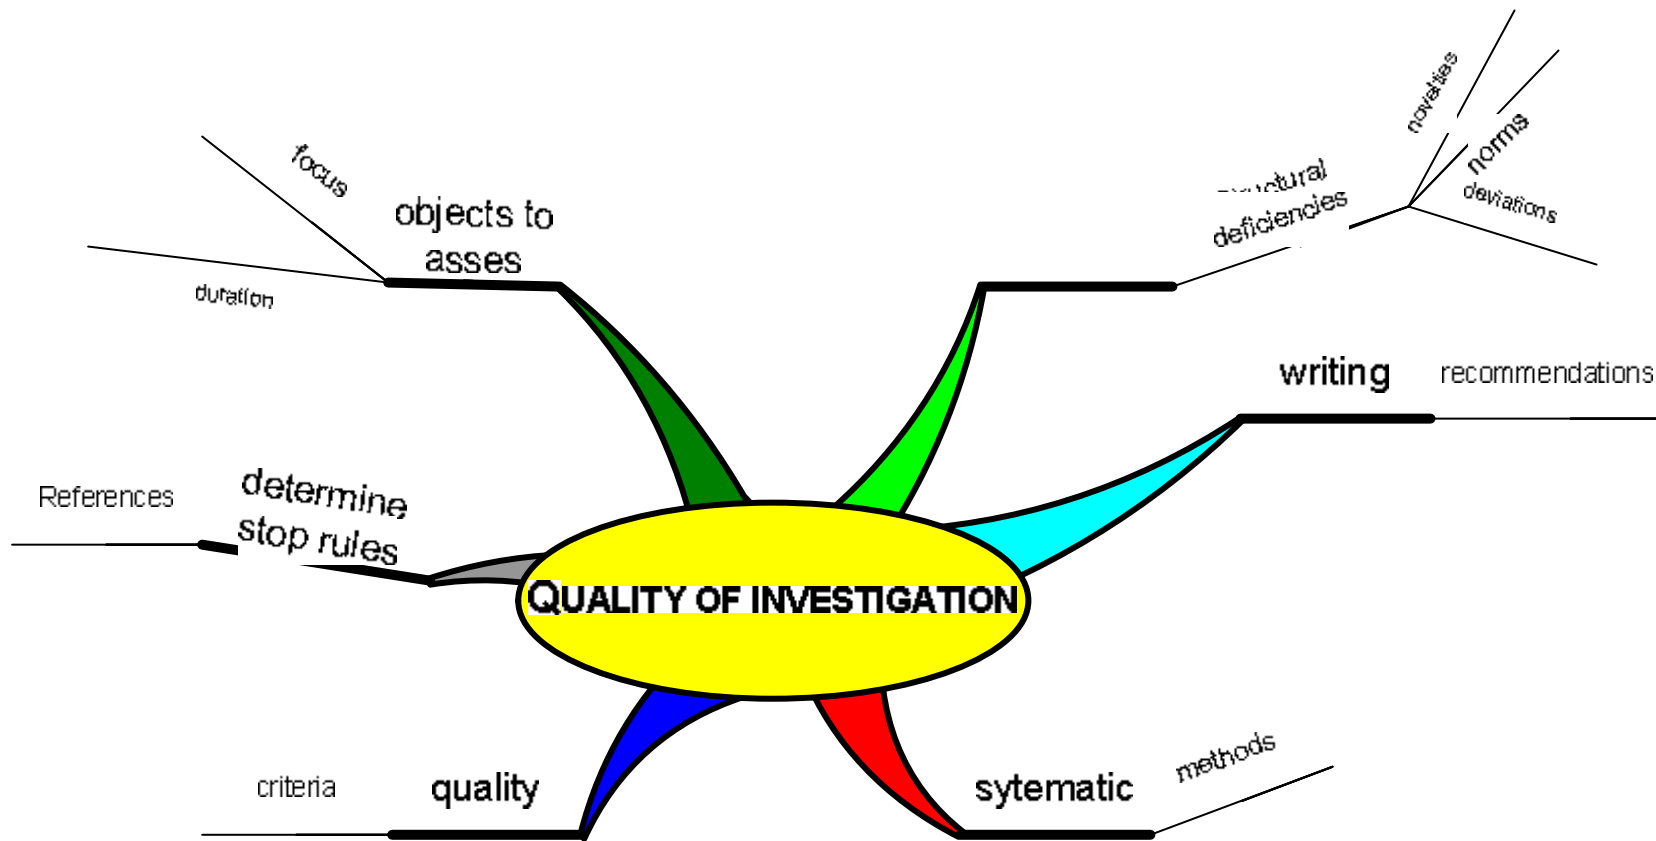 novelties
norms
deviations
structural
deficiencies
focus
objects to
asses
duration
writing
recommendations
References
determine
stop rules
QUALITY OF INVESTIGATION
criteria
quality
sytematic
methods